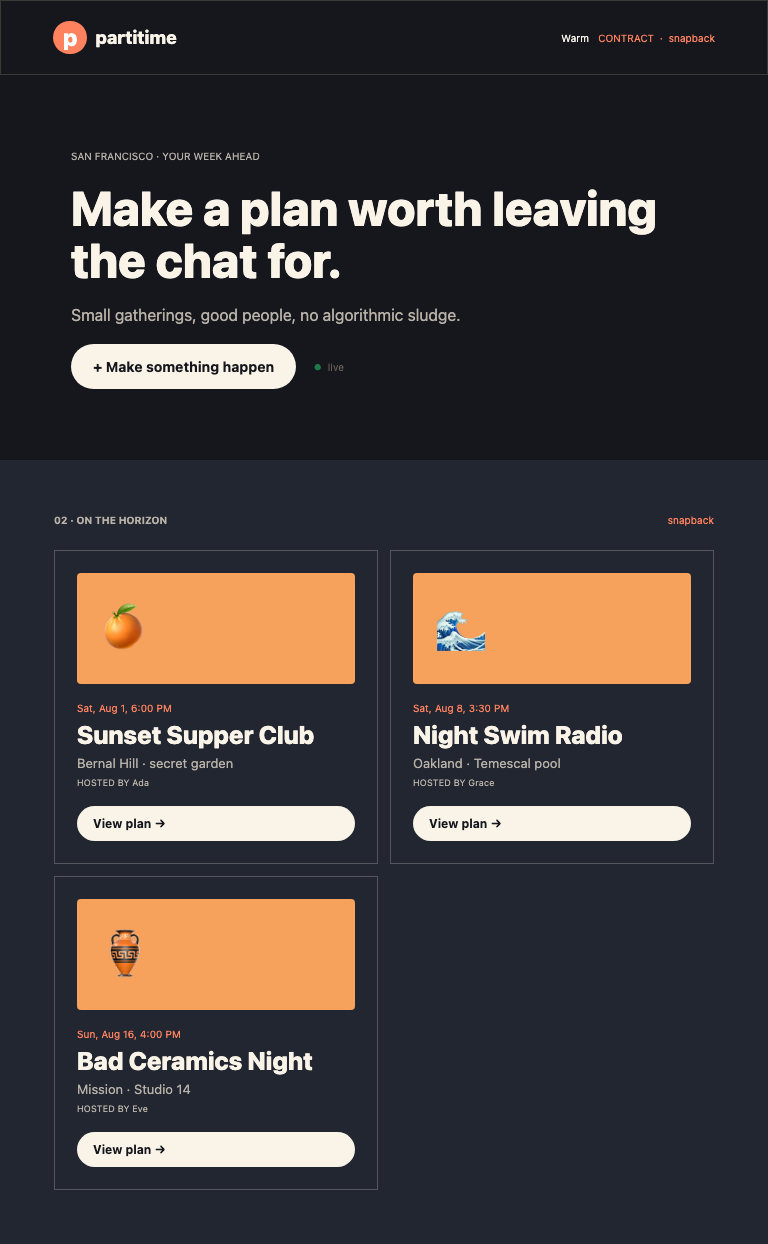 p partitime
Warm CONTRACT · snapback
SAN FRANCISCO · YOUR WEEK AHEAD
Make a plan worth leaving
the chat for.
Small gatherings, good people, no algorithmic sludge.
+ Make something happen
live
02 · ON THE HORIZON
snapback
Sat, Aug 1, 6:00 PM
Sunset Supper Club
Bernal Hill · secret garden
HOSTED BY Ada
View plan →
Sat, Aug 8, 3:30 PM
Night Swim Radio
Oakland · Temescal pool
HOSTED BY Grace
View plan →
Sun, Aug 16, 4:00 PM
Bad Ceramics Night
Mission · Studio 14
HOSTED BY Eve
View plan →